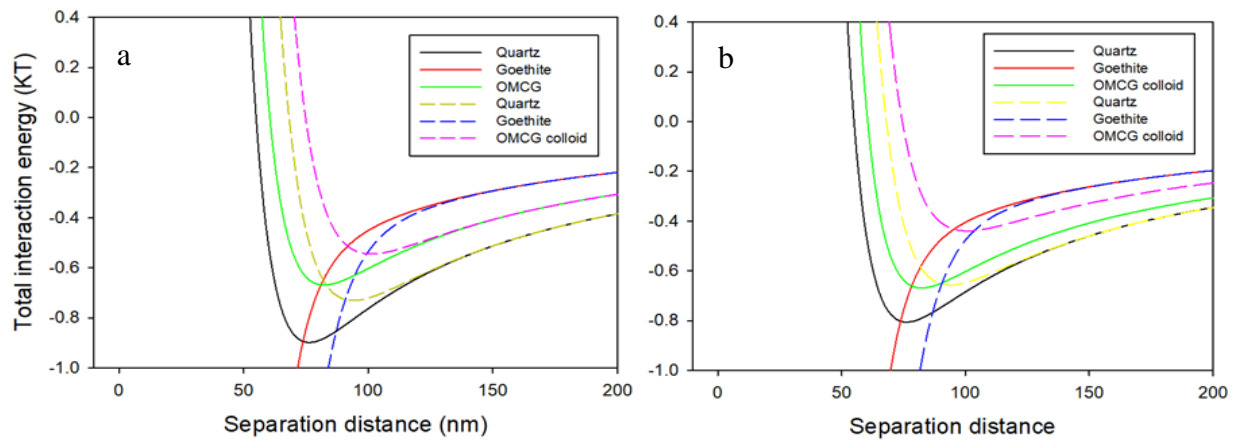 a
Quartz
Goethite
OMCG
Quartz
Goethite
OMCG colloid
0.4
0.2
0.0
-0.2
-0.4
-0.6
-0.8
-1.0
0
50
100
150
200
Total interaction energy (KT)
Separation distance (nm)
b
Quartz
Goethite
OMCG colloid
Quartz
Goethite
OMCG colloid
0.4
0.2
0.0
-0.2
-0.4
-0.6
-0.8
-1.0
0
50
100
150
200
Separation distance